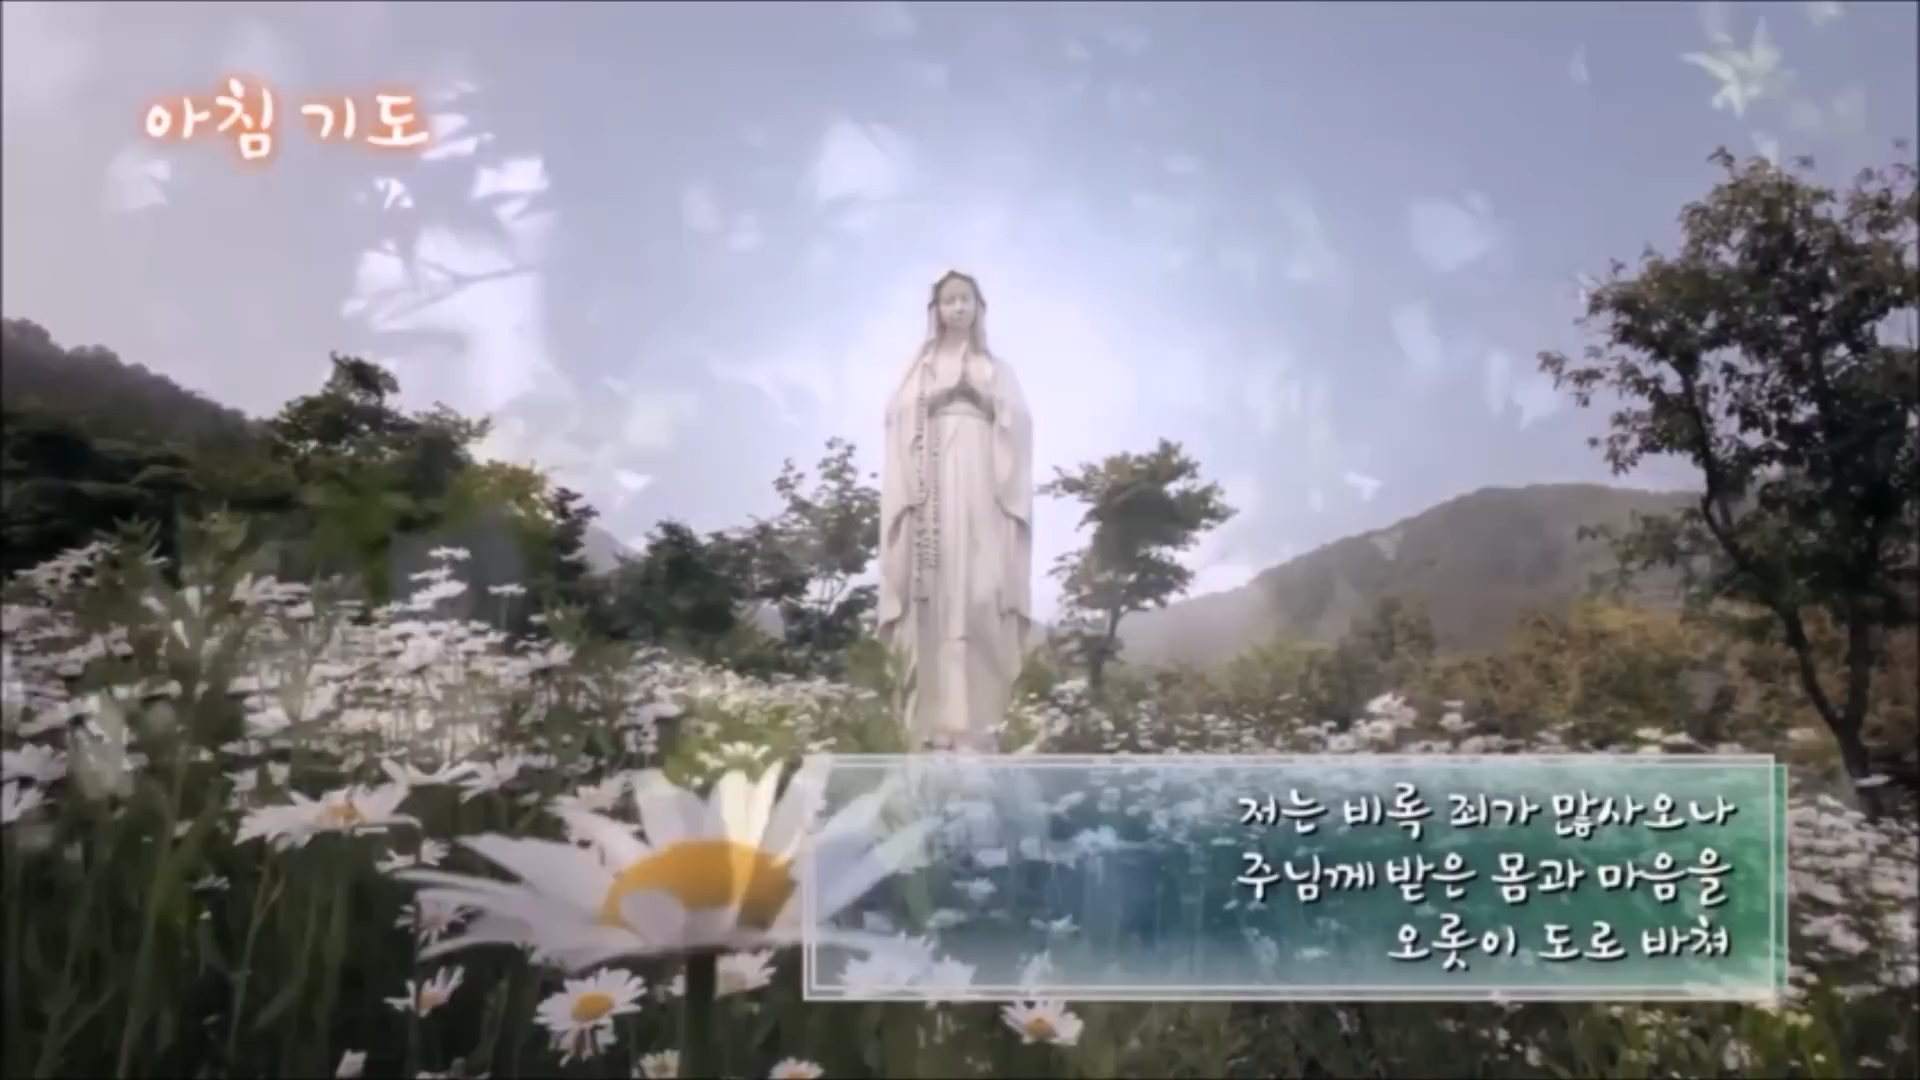 아침 기도
저는 비록 죄가 많사오나
주님께 받은 몸과 마음을
오롯이 도로 바쳐